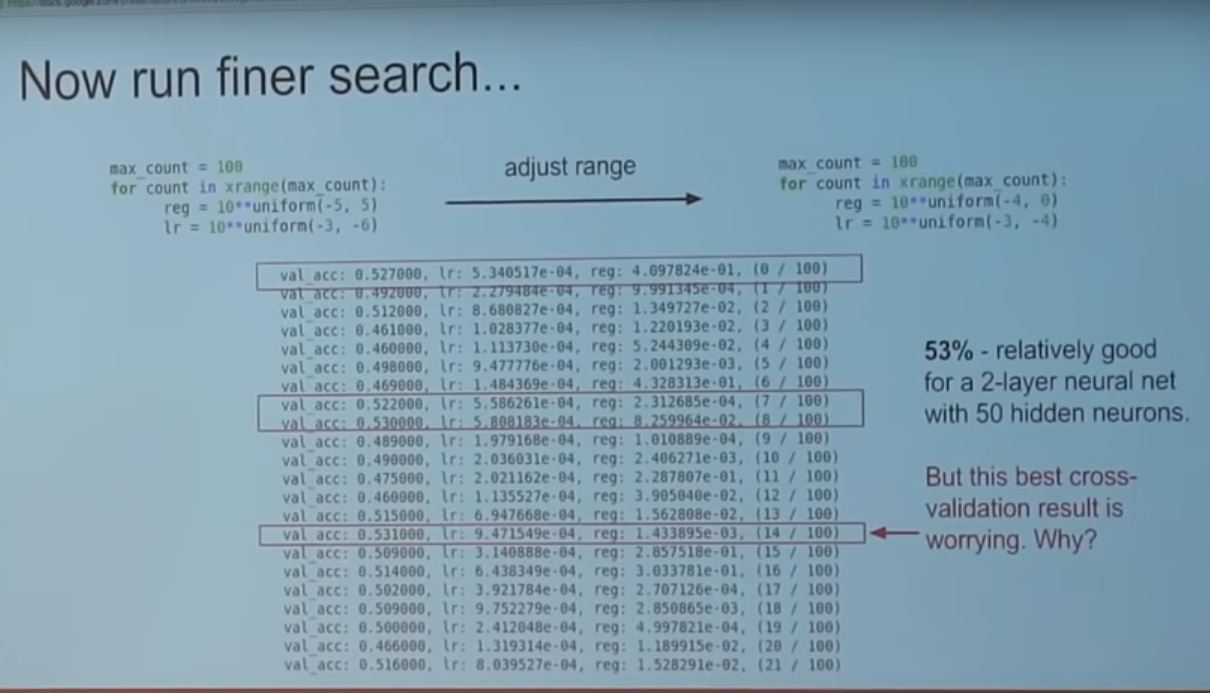 Now run finer search...
max_count = 100
for count in xrange(max_count):
reg = 10**uniform(-5, 5)
lr = 10**uniform(-3, -6)
adjust range
max_count = 100
for count in xrange(max_count):
reg = 10**uniform(-4, 0)
lr = 10**uniform(-3, -4)
val_acc: 0.527000, lr: 5.340517e-04, reg: 4.097824e-01, (0 / 100)
val_acc: 0.492000, lr: 2.279484e-04, reg: 9.991345e-04, (1 / 100)
val_acc: 0.512000, lr: 8.680827e-04, reg: 1.349727e-02, (2 / 100)
val_acc: 0.461000, lr: 1.028377e-04, reg: 1.220193e-02, (3 / 100)
val_acc: 0.460000, lr: 1.113730e-04, reg: 5.244309e-02, (4 / 100)
val_acc: 0.498000, lr: 9.477776e-04, reg: 2.001293e-03, (5 / 100)
val_acc: 0.469000, lr: 1.484369e-04, reg: 4.328313e-01, (6 / 100)
val_acc: 0.522000, lr: 5.586261e-04, reg: 2.312685e-04, (7 / 100)
val_acc: 0.530000, lr: 5.808183e-04, reg: 8.259964e-02, (8 / 100)
val_acc: 0.489000, lr: 1.979168e-04, reg: 1.010889e-04, (9 / 100)
val_acc: 0.490000, lr: 2.036031e-04, reg: 2.406271e-03, (10 / 100)
val_acc: 0.475000, lr: 2.021162e-04, reg: 2.287807e-01, (11 / 100)
val_acc: 0.460000, lr: 1.135527e-04, reg: 3.905040e-02, (12 / 100)
val_acc: 0.515000, lr: 6.947668e-04, reg: 1.562808e-02, (13 / 100)
val_acc: 0.531000, lr: 9.471549e-04, reg: 1.433895e-03, (14 / 100)
val_acc: 0.509000, lr: 3.140888e-04, reg: 2.857518e-01, (15 / 100)
val_acc: 0.514000, lr: 6.438349e-04, reg: 3.033781e-01, (16 / 100)
val_acc: 0.502000, lr: 3.921784e-04, reg: 2.707126e-04, (17 / 100)
val_acc: 0.509000, lr: 9.752279e-04, reg: 2.850865e-03, (18 / 100)
val_acc: 0.500000, lr: 2.412048e-04, reg: 4.997821e-04, (19 / 100)
val_acc: 0.466000, lr: 1.319314e-04, reg: 1.189915e-02, (20 / 100)
val_acc: 0.516000, lr: 8.039527e-04, reg: 1.528291e-02, (21 / 100)
53% - relatively good
for a 2-layer neural net
with 50 hidden neurons.
But this best cross-
validation result is
worrying. Why?